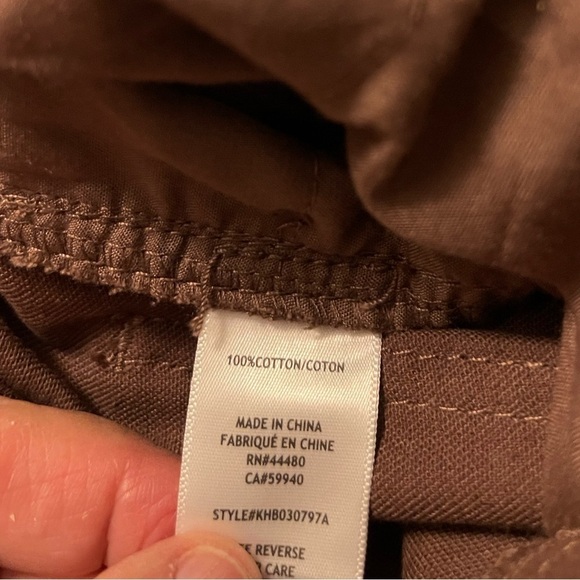 100%COTTON/COTON
MADE IN CHINA
FABRIQUÉ EN CHINE
RN#44480
CA#59940
STYLE#KHB030797A
REVERSE
CARE